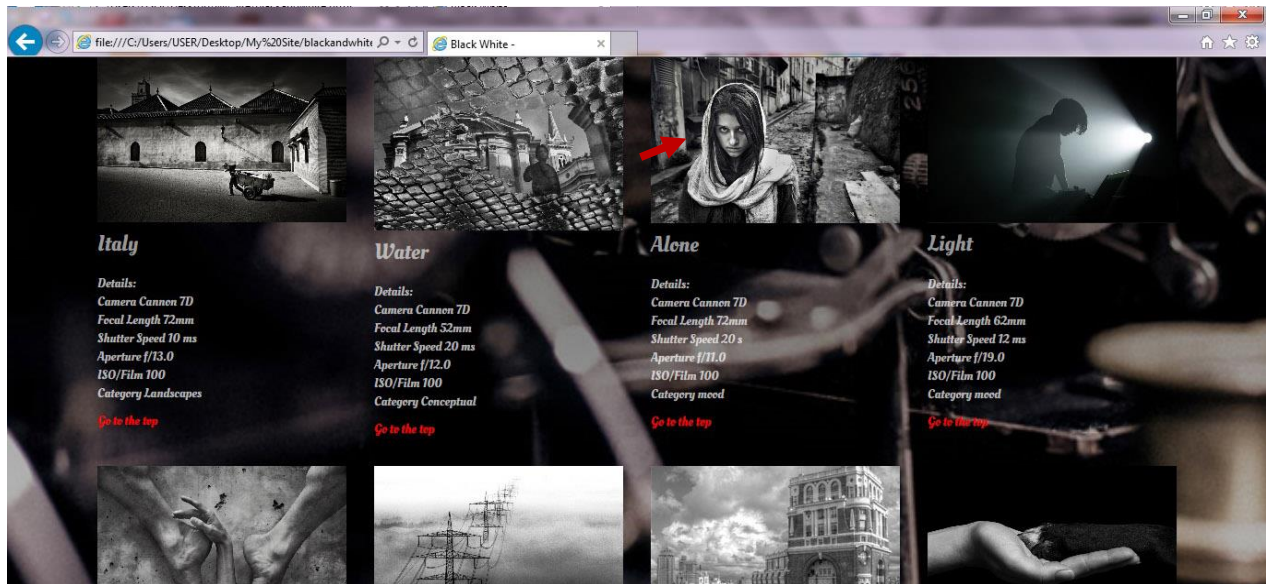 file:///C:/Users/USER/Desktop/My%20Site/blackandwhite
Black White -
256
Italy
Details:
Camera Cannon 7D
Focal Length 72mm
Shutter Speed 10 ms
Aperture f/13.0
ISO/Film 100
Category Landscapes
Go to the top
Water
Details:
Camera Cannon 7D
Focal Length 52mm
Shutter Speed 20 ms
Aperture f/12.0
ISO/Film 100
Category Conceptual
Go to the top
Alone
Details:
Camera Cannon 7D
Focal Length 72mm
Shutter Speed 20 s
Aperture f/11.0
ISO/Film 100
Category mood
Go to the top
Light
Details:
Camera Cannon 7D
Focal Length 62mm
Shutter Speed 12 ms
Aperture f/19.0
ISO/Film 100
Category mood
Go to the top